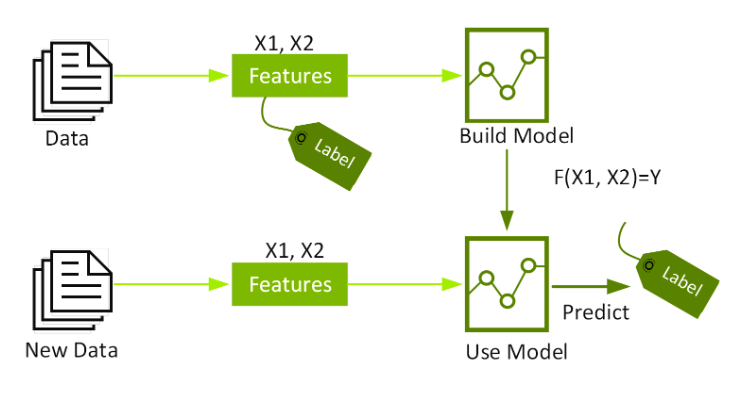 X1, X2
Features
Data
Label
Build Model
F(X1, X2)=Y
X1, X2
Features
New Data
Use Model
Predict
Label